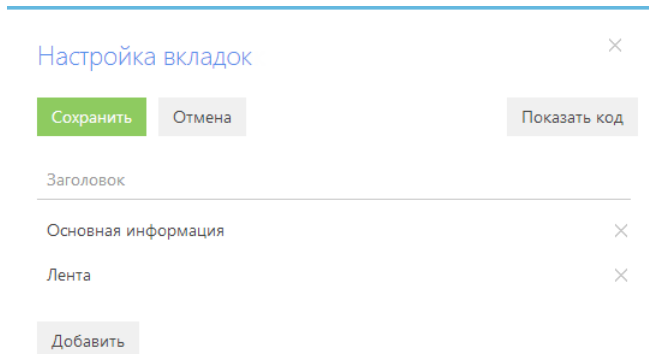 Настройка вкладок
Сохранить Отмена Показать код
Заголовок
Основная информация
Лента
Добавить